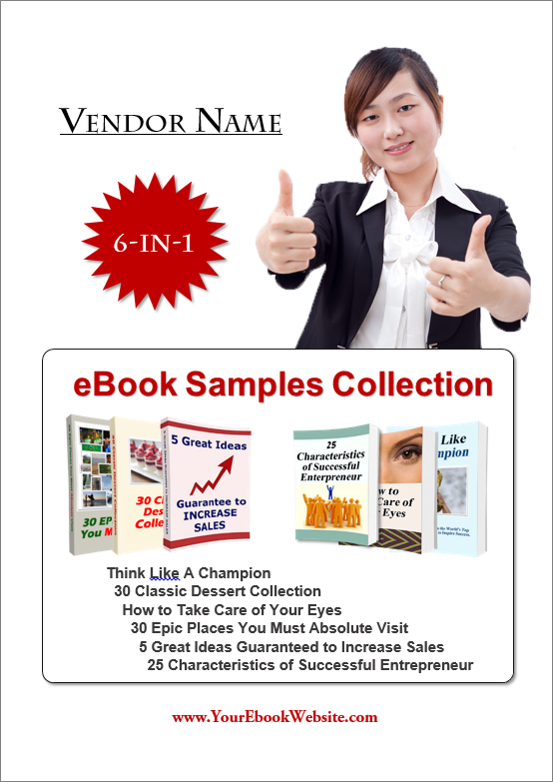 VENDOR NAME
6-IN-1
eBook Samples Collection
30 EP
You M
30 Cl
Des
Colle
5 Great Ideas
Guarantee to
INCREASE
SALES
25
Characteristics
of Successful
Enterpreneur
w to
Care of
Eyes
Like
mpion
Think Like A Champion
30 Classic Dessert Collection
How to Take Care of Your Eyes
30 Epic Places You Must Absolute Visit
5 Great Ideas Guaranteed to Increase Sales
25 Characteristics of Successful Entrepreneur
www.YourEbookWebsite.com